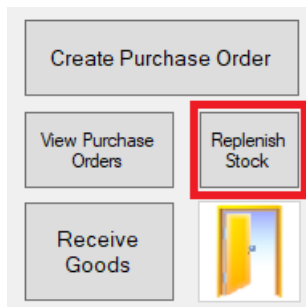 Create Purchase Order
View Purchase
Orders
Replenish
Stock
Receive
Goods